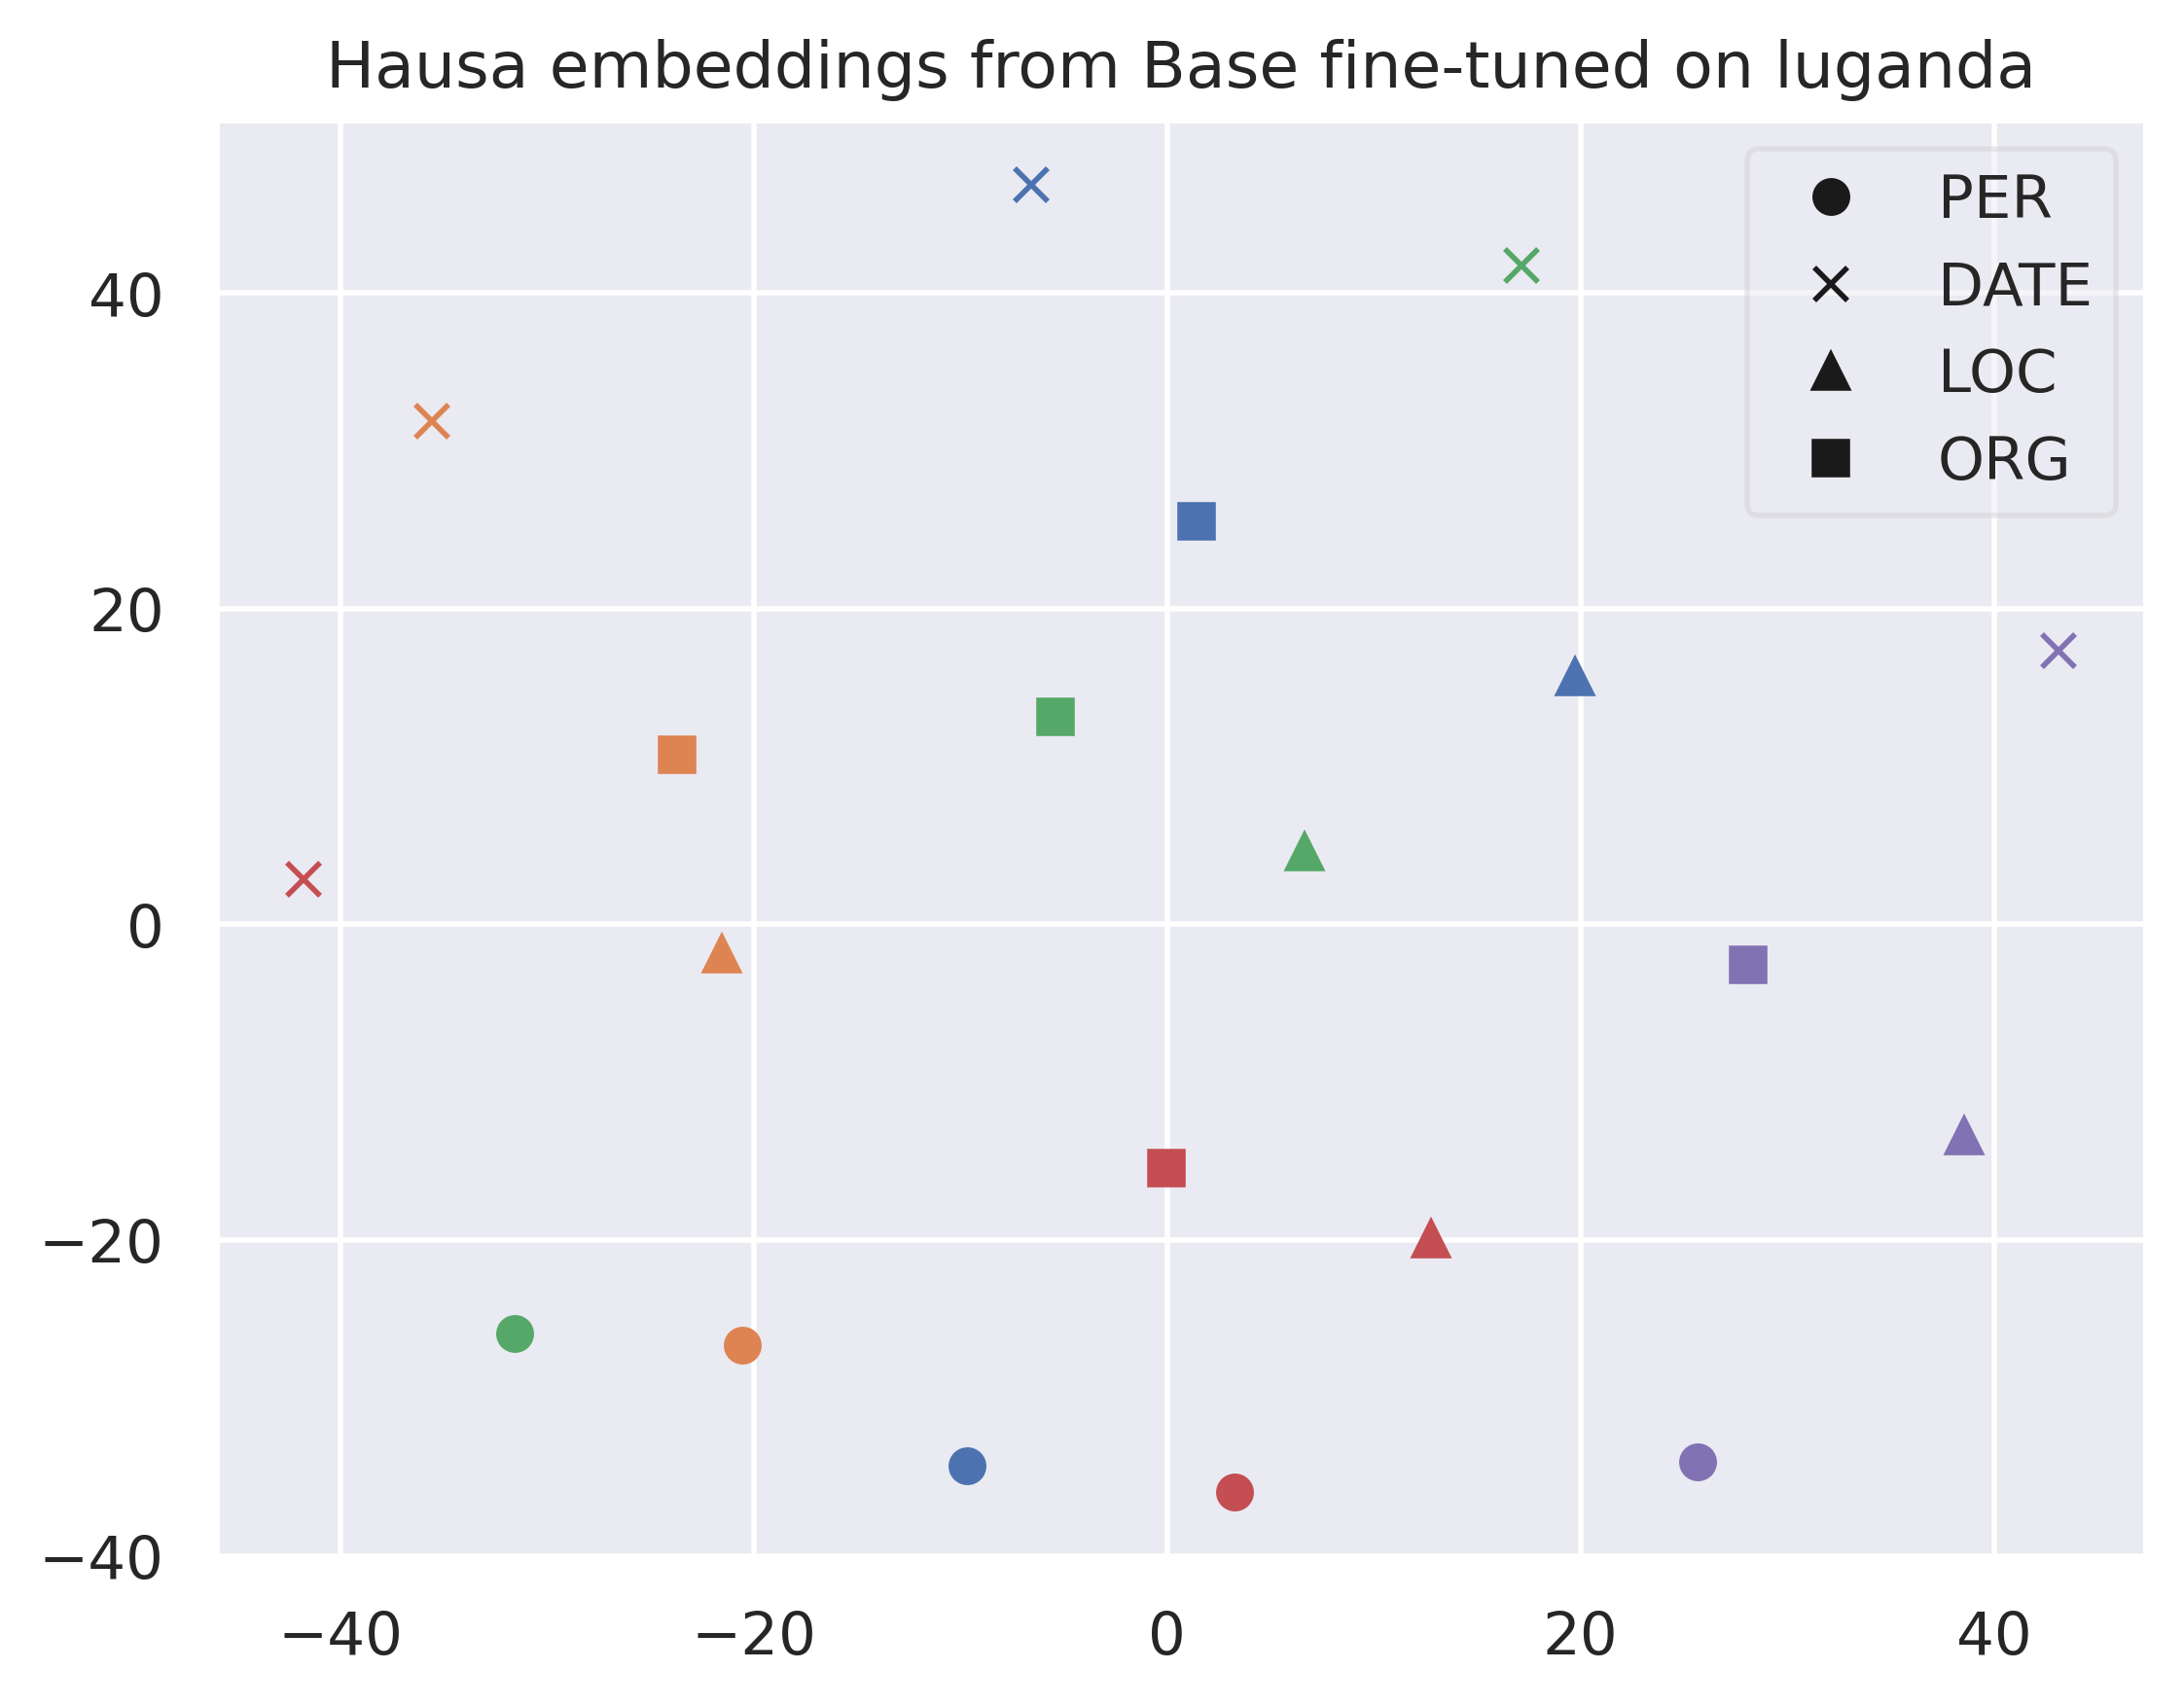 Hausa embeddings from Base fine-tuned on luganda
PER
DATE
LOC
ORG
40
20
0
−20
−40
−40 −20 0 20 40